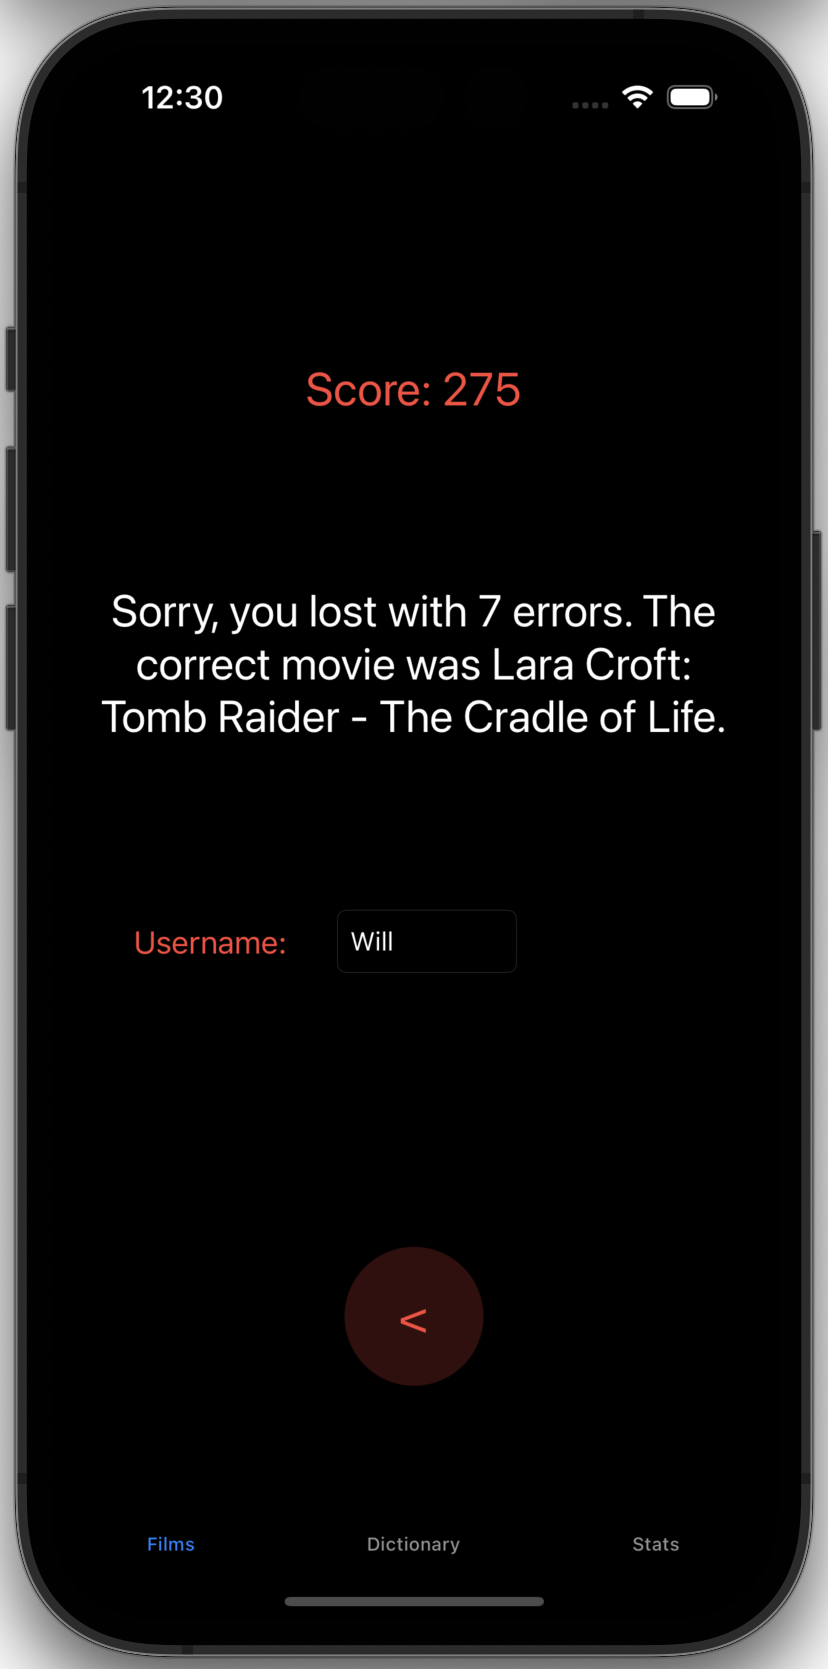 12:30
Score: 275
Sorry, you lost with 7 errors. The
correct movie was Lara Croft:
Tomb Raider - The Cradle of Life.
Username:
Will
<
Films
Dictionary
Stats